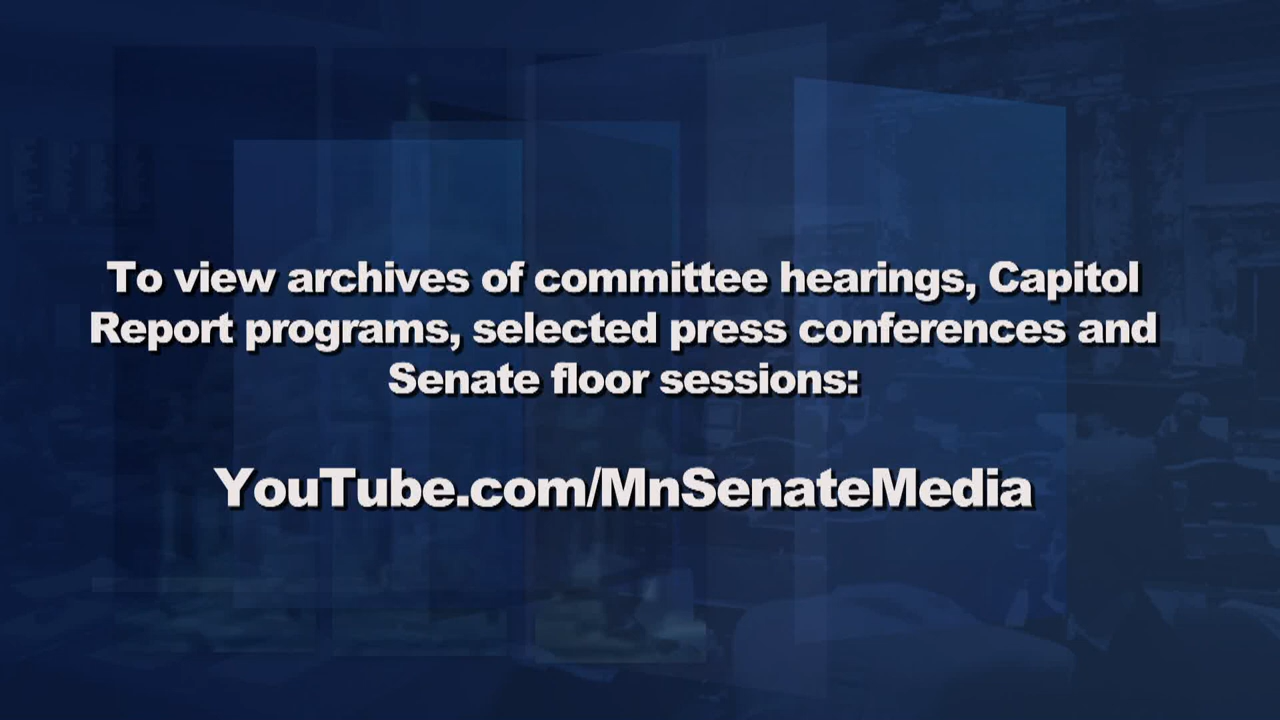 To view archives of committee hearings, Capitol
Report programs, selected press conferences and
Senate floor sessions:
YouTube.com/MnSenateMedia